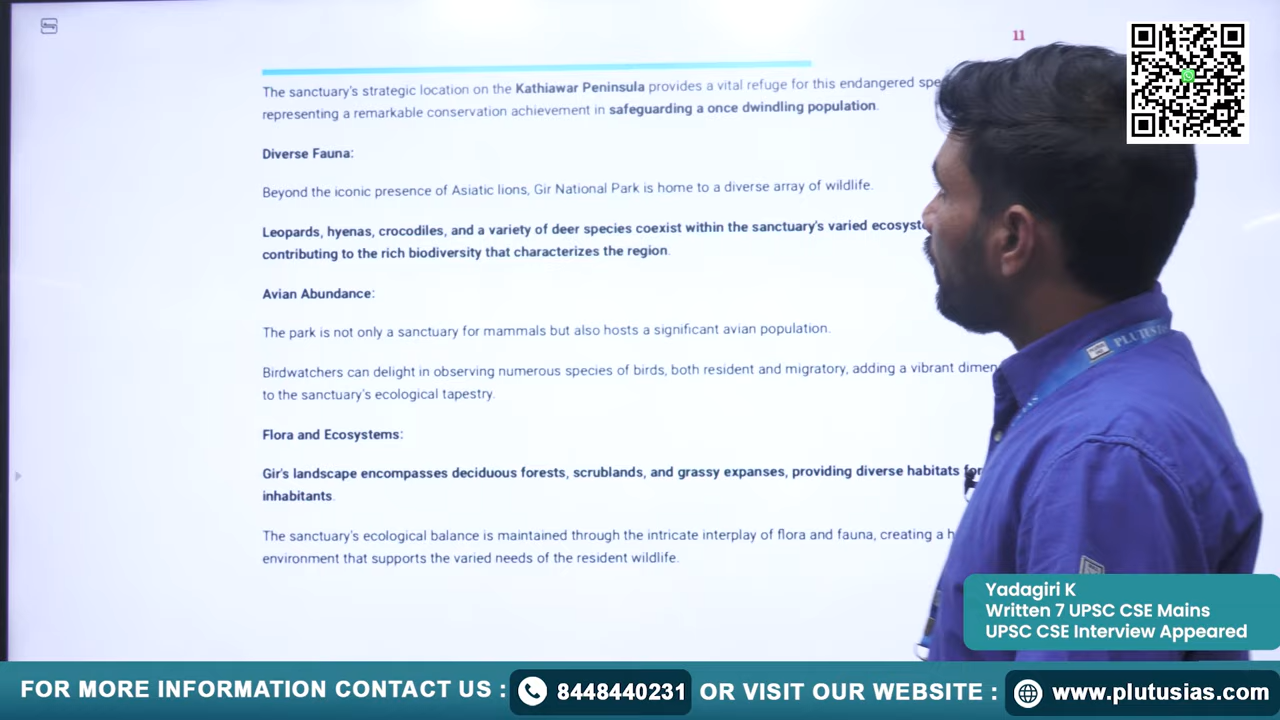 11
The sanctuary's strategic location on the Kathiawar Peninsula provides a vital refuge for this endangered
representing a remarkable conservation achievement in safeguarding a once dwindling population.
Diverse Fauna:
Beyond the iconic presence of Asiatic lions, Gir National Park is home to a diverse array of wildlife.
Leopards, hyenas, crocodiles, and a variety of deer species coexist within the sanctuary's varied
contributing to the rich biodiversity that characterizes the region.
Avian Abundance:
The park is not only a sanctuary for mammals but also hosts a significant avian population.
Birdwatchers can delight in observing numerous species of birds, both resident and migratory, adding a vibrant
to the sanctuary's ecological tapestry.
Flora and Ecosystems:
Gir's landscape encompasses deciduous forests, scrublands, and grassy expanses, providing diverse habitats for
inhabitants.
The sanctuary's ecological balance is maintained through the intricate interplay of flora and fauna, creating a
environment that supports the varied needs of the resident wildlife.
PLUTUS
Yadagiri K
Written 7 UPSC CSE Mains
UPSC CSE Interview Appeared
FOR MORE INFORMATION CONTACT US : 8448440231 OR VISIT OUR WEBSITE : www.plutusias.com